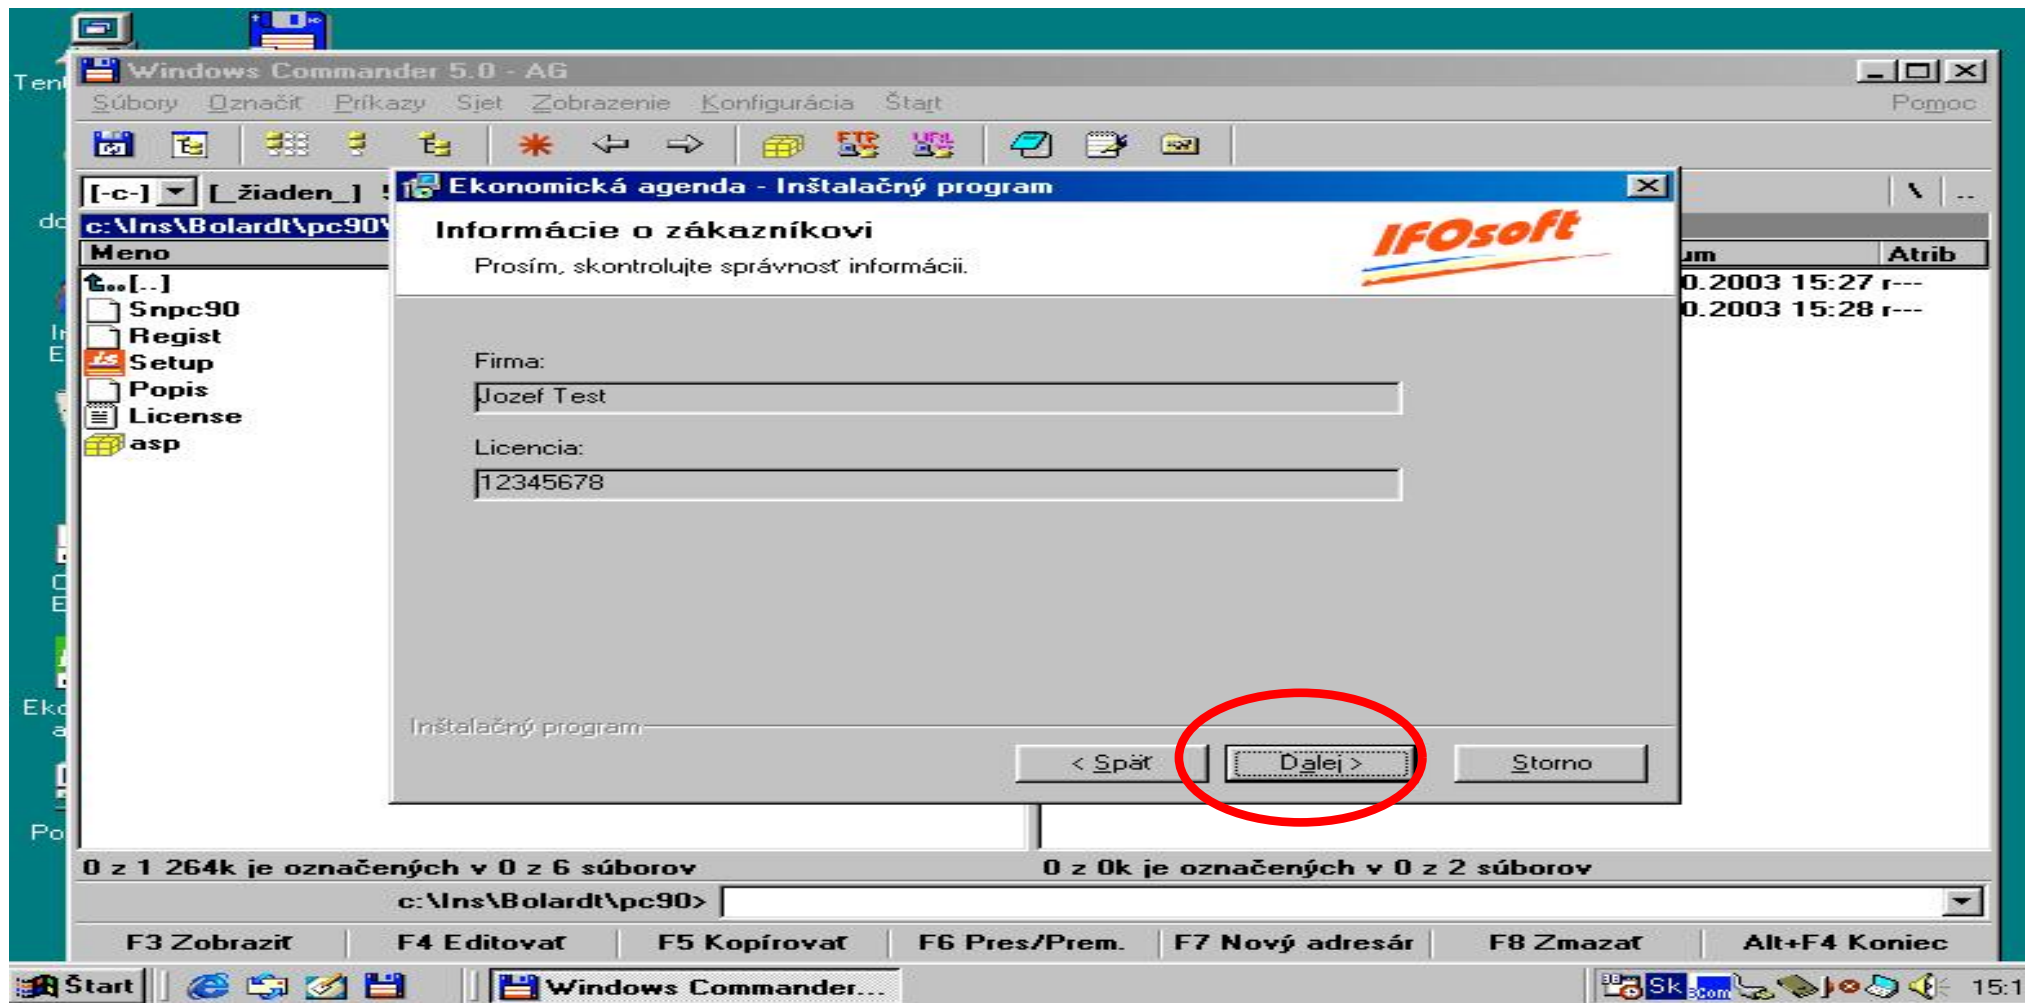 Windows Commander 5.0 - AG
Súbory Označiť Príkazy Sieť Zobrazenie Konfigurácia Štart Pomoc
[-c-] [_žiaden_] \ ..
c:\Ins\Bolardt\pc90\
Meno Atrib
[..]
Snpc90
Regist
Setup
Popis
License
asp
0.2003 15:27 r---
0.2003 15:28 r---
Ekonomická agenda - Inštalačný program
Informácie o zákazníkovi
Prosím, skontrolujte správnosť informácii.
IFOsoft
Firma:
Jozef Test
Licencia:
12345678
Inštalačný program
< Späť Ďalej > Storno
0 z 1 264k je označených v 0 z 6 súborov 0 z 0k je označených v 0 z 2 súborov
c:\Ins\Bolardt\pc90>
F3 Zobraziť F4 Editovať F5 Kopírovať F6 Pres/Prem. F7 Nový adresár F8 Zmazať Alt+F4 Koniec
Štart Windows Commander... Sk 3Com